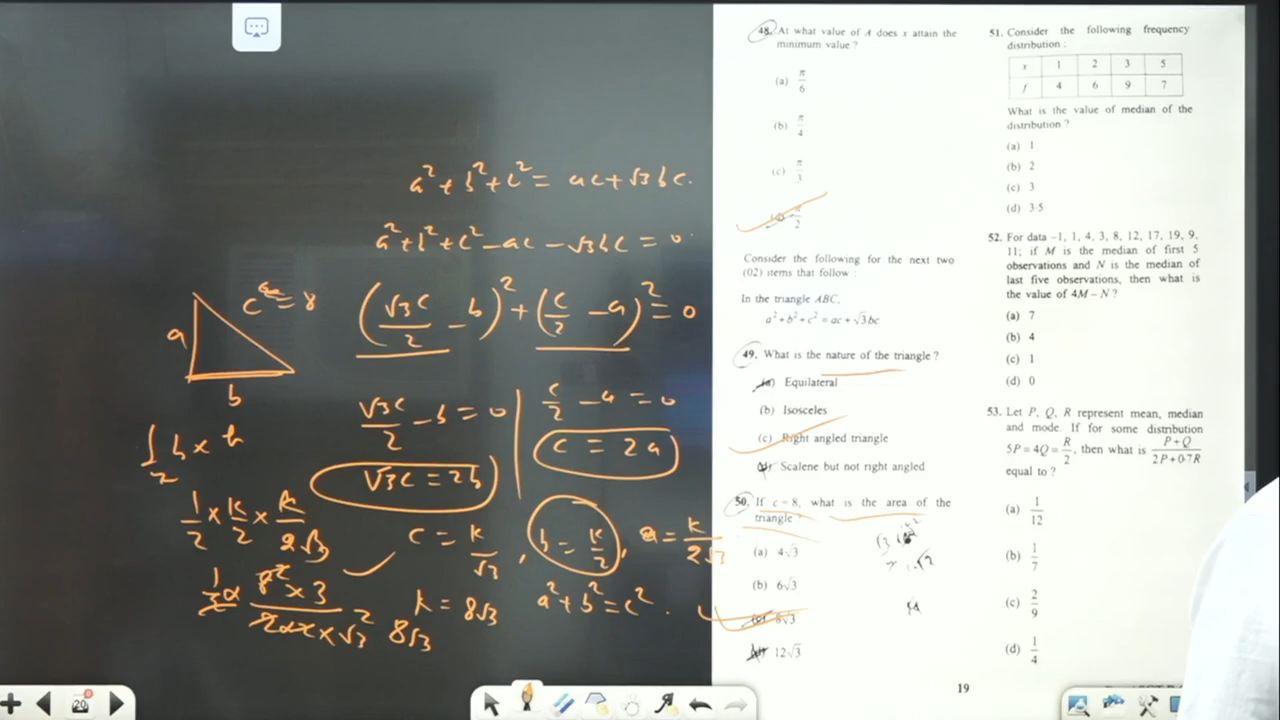 a² + b² + c² = ac + √3 bc.
a² + b² + c² - ac - √3 bc = 0.
(√3c/2 - b)² + (c/2 - a)² = 0
c = 8
a
b
√3c/2 - b = 0
c/2 - a = 0
√3c = 2b
c = 2a
1/2 b × h
1/2 × k/2 × k/2√3
c = k/√3 , b = k/2 , a = k/2√3
k = 8√3
a² + b² = c².
8√3
48. At what value of A does x attain the
minimum value ?
(a) π/6
(b) π/4
(c) π/3
π/2
Consider the following for the next two
(02) items that follow :
In the triangle ABC,
a² + b² + c² = ac + √3 bc
49. What is the nature of the triangle ?
(a) Equilateral
(b) Isosceles
(c) Right angled triangle
(d) Scalene but not right angled
50. If c = 8, what is the area of the
triangle ?
(a) 4√3
(b) 6√3
(c) 8√3
(d) 12√3
51. Consider the following frequency
distribution :
x 1 2 3 5
f 4 6 9 7
What is the value of median of the
distribution ?
(a) 1
(b) 2
(c) 3
(d) 3·5
52. For data -1, 1, 4, 3, 8, 12, 17, 19, 9,
11; if M is the median of first 5
observations and N is the median of
last five observations, then what is
the value of 4M - N ?
(a) 7
(b) 4
(c) 1
(d) 0
53. Let P, Q, R represent mean, median
and mode. If for some distribution
5P = 4Q = R/2, then what is (P + Q)/(2P + 0·7R)
equal to ?
(a) 1/12
(b) 1/7
(c) 2/9
(d) 1/4
19
20